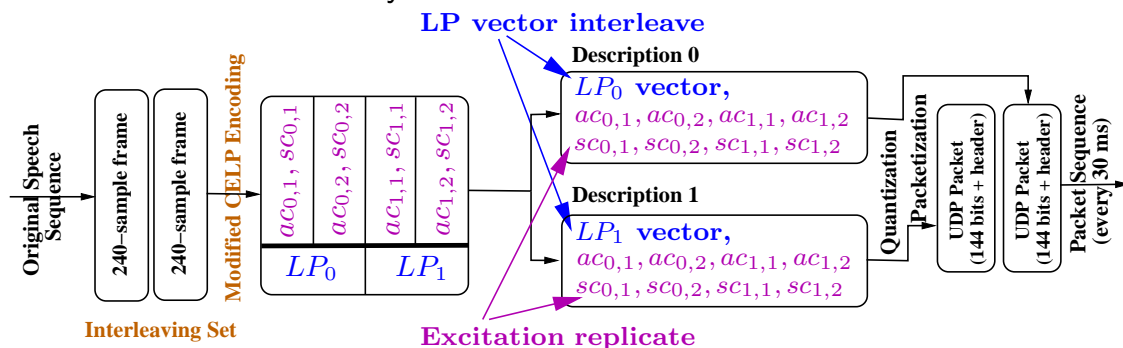 LP vector interleave
Original Speech
Sequence
240−sample frame
240−sample frame
Interleaving Set
Modified CELP Encoding
ac0,1, sc0,1
ac0,2, sc0,2
ac1,1, sc1,1
ac1,2, sc1,2
LP0
LP1
Description 0
LP0 vector,
ac0,1, ac0,2, ac1,1, ac1,2
sc0,1, sc0,2, sc1,1, sc1,2
Description 1
LP1 vector,
ac0,1, ac0,2, ac1,1, ac1,2
sc0,1, sc0,2, sc1,1, sc1,2
Excitation replicate
Quantization
Packetization
UDP Packet
(144 bits + header)
UDP Packet
(144 bits + header)
Packet Sequence
(every 30 ms)